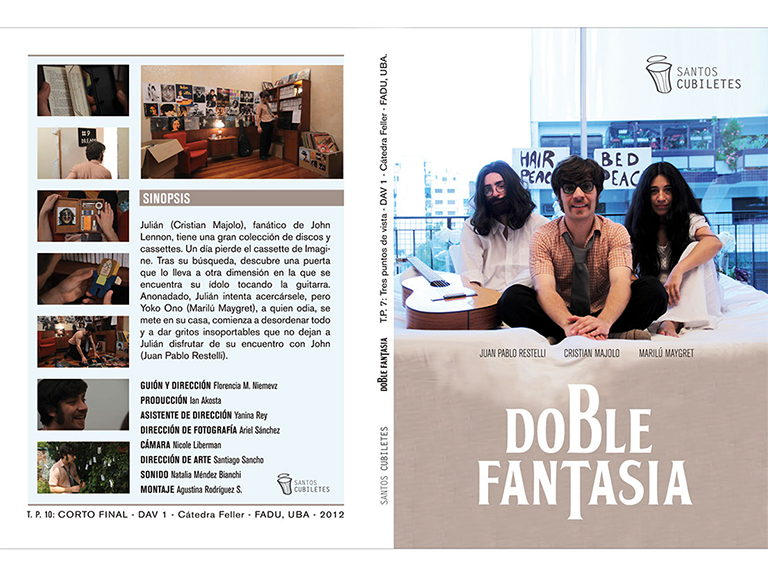 #9
DREAM
SINOPSIS
Julián (Cristian Majolo), fanático de John
Lennon, tiene una gran colección de discos y
cassettes. Un día pierde el cassette de Imagi-
ne. Tras su búsqueda, descubre una puerta
que lo lleva a otra dimensión en la que se
encuentra su ídolo tocando la guitarra.
Anonadado, Julián intenta acercársele, pero
Yoko Ono (Marilú Maygret), a quien odia, se
mete en su casa, comienza a desordenar todo
y a dar gritos insoportables que no dejan a
Julián disfrutar de su encuentro con John
(Juan Pablo Restelli).
GUIÓN Y DIRECCIÓN Florencia M. Niemevz
PRODUCCIÓN Ian Akosta
ASISTENTE DE DIRECCIÓN Yanina Rey
DIRECCIÓN DE FOTOGRAFÍA Ariel Sánchez
CÁMARA Nicole Liberman
DIRECCIÓN DE ARTE Santiago Sancho
SONIDO Natalia Méndez Bianchi
MONTAJE Agustina Rodríguez S.
SANTOS
CUBILETES
T. P. 10: CORTO FINAL - DAV 1 - Cátedra Feller - FADU, UBA - 2012
SANTOS CUBILETES DOBLE FANTASIA T.P. 7: Tres puntos de vista - DAV 1 - Cátedra Feller - FADU, UBA.
SANTOS
CUBILETES
HAIR
PEACE
BED
PEAC
JUAN PABLO RESTELLI CRISTIAN MAJOLO MARILÚ MAYGRET
DOBLE
FANTASIA